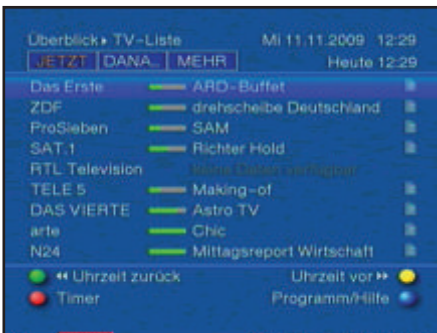 Überblick▸ TV-Liste Mi 11.11.2009 12:29
JETZT DANA.. MEHR Heute 12:29
Das Erste ARD-Buffet
ZDF drehscheibe Deutschland
ProSieben SAM
SAT.1 Richter Hold
RTL Television Keine Daten verfügbar
TELE 5 Making-of
DAS VIERTE Astro TV
arte Chic
N24 Mittagsreport Wirtschaft
◂◂ Uhrzeit zurück Uhrzeit vor ▸▸
Timer Programm/Hilfe